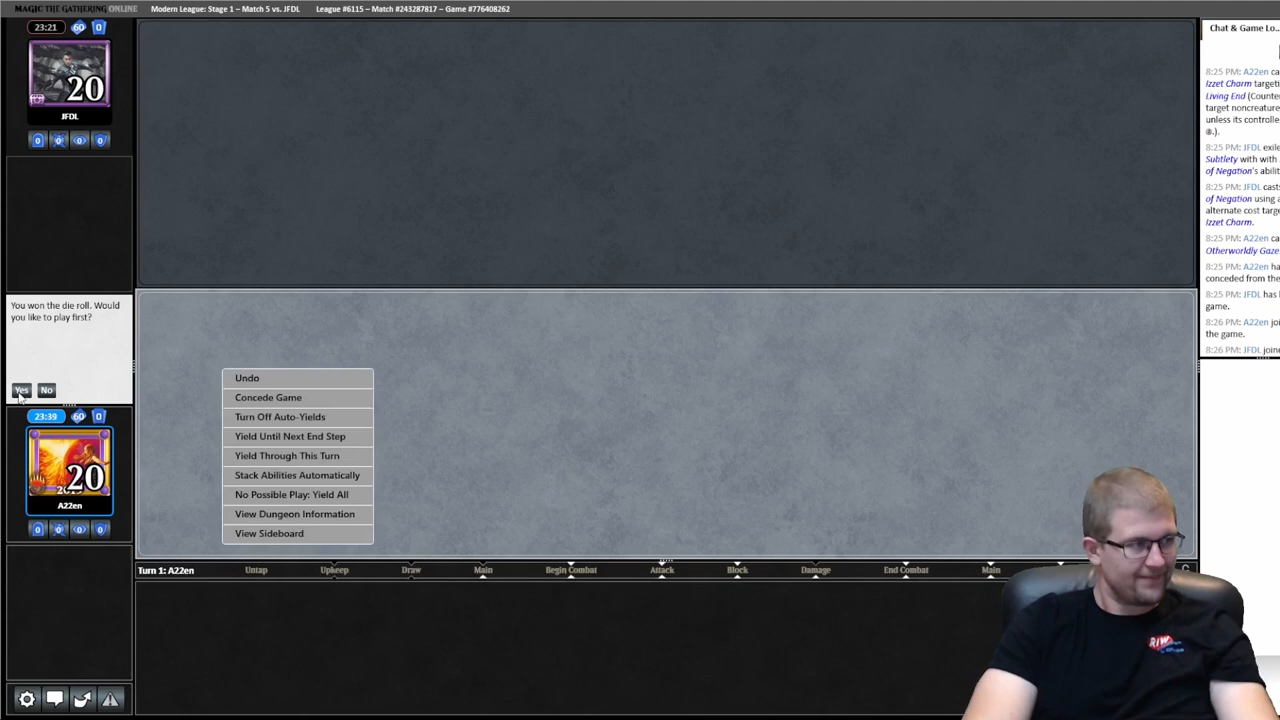 MAGIC THE GATHERING ONLINE
Modern League: Stage 1 – Match 5 vs. JFDL
League #6115 – Match #243287817 – Game #776408262
23:21
60
0
20
JFDL
0
0
0
0
You won the die roll. Would
you like to play first?
Yes
No
23:39
60
0
20
A22en
0
0
0
0
Undo
Concede Game
Turn Off Auto-Yields
Yield Until Next End Step
Yield Through This Turn
Stack Abilities Automatically
No Possible Play: Yield All
View Dungeon Information
View Sideboard
Turn 1: A22en
Untap
Upkeep
Draw
Main
Begin Combat
Attack
Block
Damage
End Combat
Main
Chat & Game Lo...
8:25 PM: A22en ca
Izzet Charm targeti
Living End (Counte
target noncreature
unless its controlle
8:25 PM: JFDL exile
Subtlety with with
of Negation's abilit
8:25 PM: JFDL casts
of Negation using a
alternate cost targe
Izzet Charm.
8:25 PM: A22en ca
Otherworldly Gaze
8:25 PM: A22en ha
conceded from the
8:25 PM: JFDL has
game.
8:26 PM: A22en joi
the game.
8:26 PM: JFDL joine
RIW